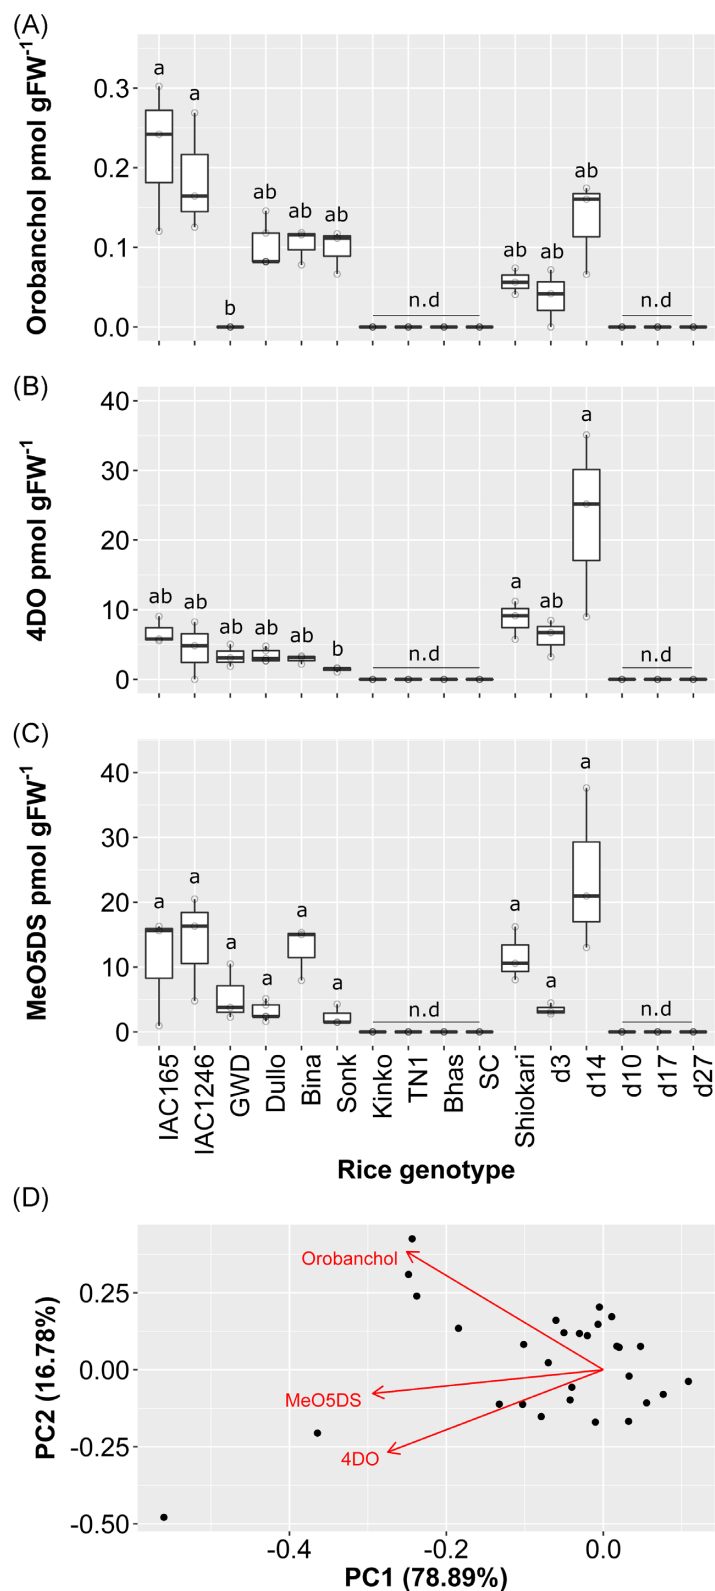 (A)
Orobanchol pmol gFW⁻¹
0.3
0.2
0.1
0.0
a
a
b
ab
ab
ab
n.d
ab
ab
ab
n.d
(B)
4DO pmol gFW⁻¹
40
30
20
10
0
ab
ab
ab
ab
ab
b
n.d
a
ab
a
n.d
(C)
MeO5DS pmol gFW⁻¹
40
30
20
10
0
a
a
a
a
a
a
n.d
a
a
a
n.d
IAC165
IAC1246
GWD
Dullo
Bina
Sonk
Kinko
TN1
Bhas
SC
Shiokari
d3
d14
d10
d17
d27
Rice genotype
(D)
PC2 (16.78%)
0.25
0.00
-0.25
-0.50
Orobanchol
MeO5DS
4DO
-0.4
-0.2
0.0
PC1 (78.89%)